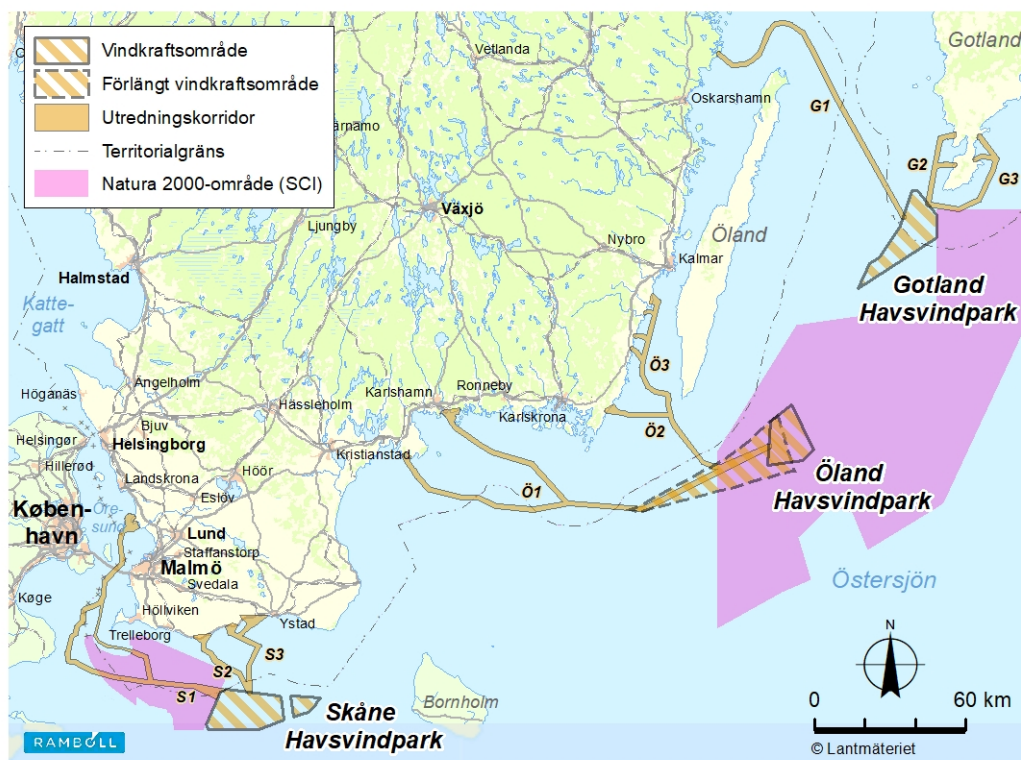 Vindkraftsområde
Förlängt vindkraftsområde
Utredningskorridor
Territorialgräns
Natura 2000-område (SCI)
Vetlanda
Gotland
Oskarshamn
G1
ärnamo
G2
G3
Växjö
Ljungby
Nybro
Öland
Kalmar
Halmstad
Gotland
Havsvindpark
Katte-
gatt
Ö3
Ängelholm
Karlshamn
Ronneby
Höganäs
Hässleholm
Karlskrona
Ö2
Bjuv
Helsingør
Helsingborg
Kristianstad
Hillerød
Höör
Öland
Havsvindpark
Landskrona
Ö1
Eslöv
Køben-
havn
Öre-
sund
Lund
Staffanstorp
Malmö
Svedala
Østersjön
Køge
Höllviken
Ystad
Trelleborg
N
S3
S2
S1
Bornholm
0
60 km
Skåne
Havsvindpark
RAMBOLL
© Lantmäteriet